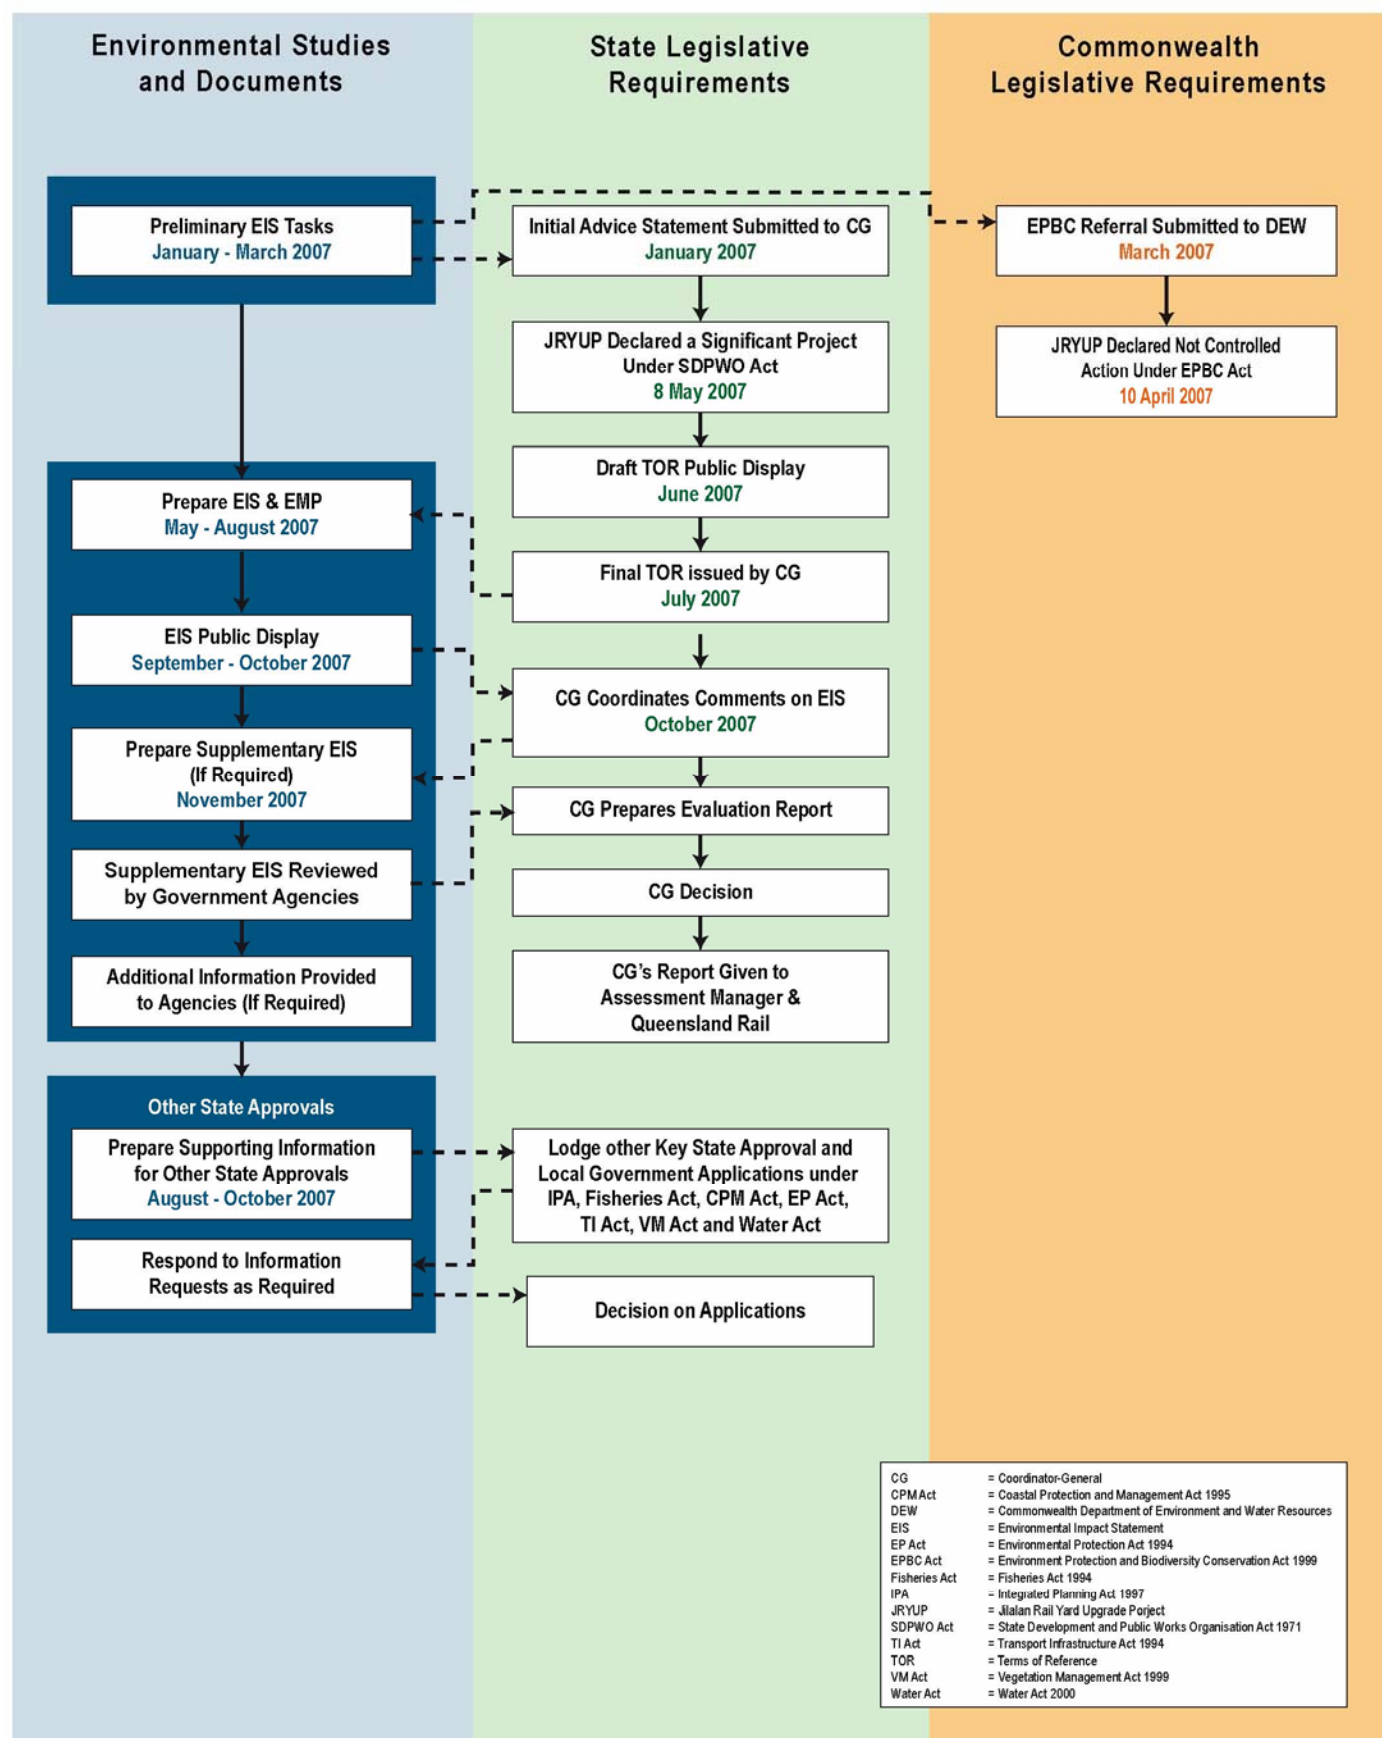 Environmental Studies
and Documents
Preliminary EIS Tasks
January - March 2007
Prepare EIS & EMP
May - August 2007
EIS Public Display
September - October 2007
Prepare Supplementary EIS
(If Required)
November 2007
Supplementary EIS Reviewed
by Government Agencies
Additional Information Provided
to Agencies (If Required)
Other State Approvals
Prepare Supporting Information
for Other State Approvals
August - October 2007
Respond to Information
Requests as Required
State Legislative
Requirements
Initial Advice Statement Submitted to CG
January 2007
JRYUP Declared a Significant Project
Under SDPWO Act
8 May 2007
Draft TOR Public Display
June 2007
Final TOR issued by CG
July 2007
CG Coordinates Comments on EIS
October 2007
CG Prepares Evaluation Report
CG Decision
CG’s Report Given to
Assessment Manager &
Queensland Rail
Lodge other Key State Approval and
Local Government Applications under
IPA, Fisheries Act, CPM Act, EP Act,
TI Act, VM Act and Water Act
Decision on Applications
Commonwealth
Legislative Requirements
EPBC Referral Submitted to DEW
March 2007
JRYUP Declared Not Controlled
Action Under EPBC Act
10 April 2007
CG = Coordinator-General
CPM Act = Coastal Protection and Management Act 1995
DEW = Commonwealth Department of Environment and Water Resources
EIS = Environmental Impact Statement
EP Act = Environmental Protection Act 1994
EPBC Act = Environment Protection and Biodiversity Conservation Act 1999
Fisheries Act = Fisheries Act 1994
IPA = Integrated Planning Act 1997
JRYUP = Jilalan Rail Yard Upgrade Porject
SDPWO Act = State Development and Public Works Organisation Act 1971
TI Act = Transport Infrastructure Act 1994
TOR = Terms of Reference
VM Act = Vegetation Management Act 1999
Water Act = Water Act 2000